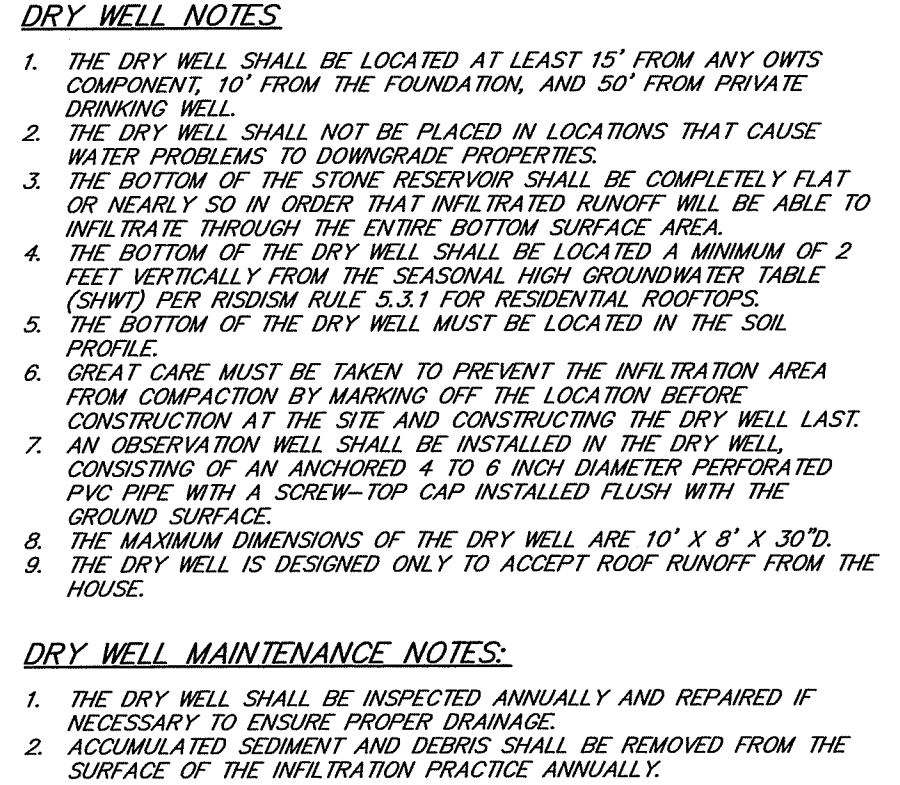 DRY WELL NOTES
1. THE DRY WELL SHALL BE LOCATED AT LEAST 15' FROM ANY OWTS
COMPONENT, 10' FROM THE FOUNDATION, AND 50' FROM PRIVATE
DRINKING WELL.
2. THE DRY WELL SHALL NOT BE PLACED IN LOCATIONS THAT CAUSE
WATER PROBLEMS TO DOWNGRADE PROPERTIES.
3. THE BOTTOM OF THE STONE RESERVOIR SHALL BE COMPLETELY FLAT
OR NEARLY SO IN ORDER THAT INFILTRATED RUNOFF WILL BE ABLE TO
INFILTRATE THROUGH THE ENTIRE BOTTOM SURFACE AREA.
4. THE BOTTOM OF THE DRY WELL SHALL BE LOCATED A MINIMUM OF 2
FEET VERTICALLY FROM THE SEASONAL HIGH GROUNDWATER TABLE
(SHWT) PER RISDISM RULE 5.3.1 FOR RESIDENTIAL ROOFTOPS.
5. THE BOTTOM OF THE DRY WELL MUST BE LOCATED IN THE SOIL
PROFILE.
6. GREAT CARE MUST BE TAKEN TO PREVENT THE INFILTRATION AREA
FROM COMPACTION BY MARKING OFF THE LOCATION BEFORE
CONSTRUCTION AT THE SITE AND CONSTRUCTING THE DRY WELL LAST.
7. AN OBSERVATION WELL SHALL BE INSTALLED IN THE DRY WELL,
CONSISTING OF AN ANCHORED 4 TO 6 INCH DIAMETER PERFORATED
PVC PIPE WITH A SCREW-TOP CAP INSTALLED FLUSH WITH THE
GROUND SURFACE.
8. THE MAXIMUM DIMENSIONS OF THE DRY WELL ARE 10' X 8' X 30"D.
9. THE DRY WELL IS DESIGNED ONLY TO ACCEPT ROOF RUNOFF FROM THE
HOUSE.
DRY WELL MAINTENANCE NOTES:
1. THE DRY WELL SHALL BE INSPECTED ANNUALLY AND REPAIRED IF
NECESSARY TO ENSURE PROPER DRAINAGE.
2. ACCUMULATED SEDIMENT AND DEBRIS SHALL BE REMOVED FROM THE
SURFACE OF THE INFILTRATION PRACTICE ANNUALLY.